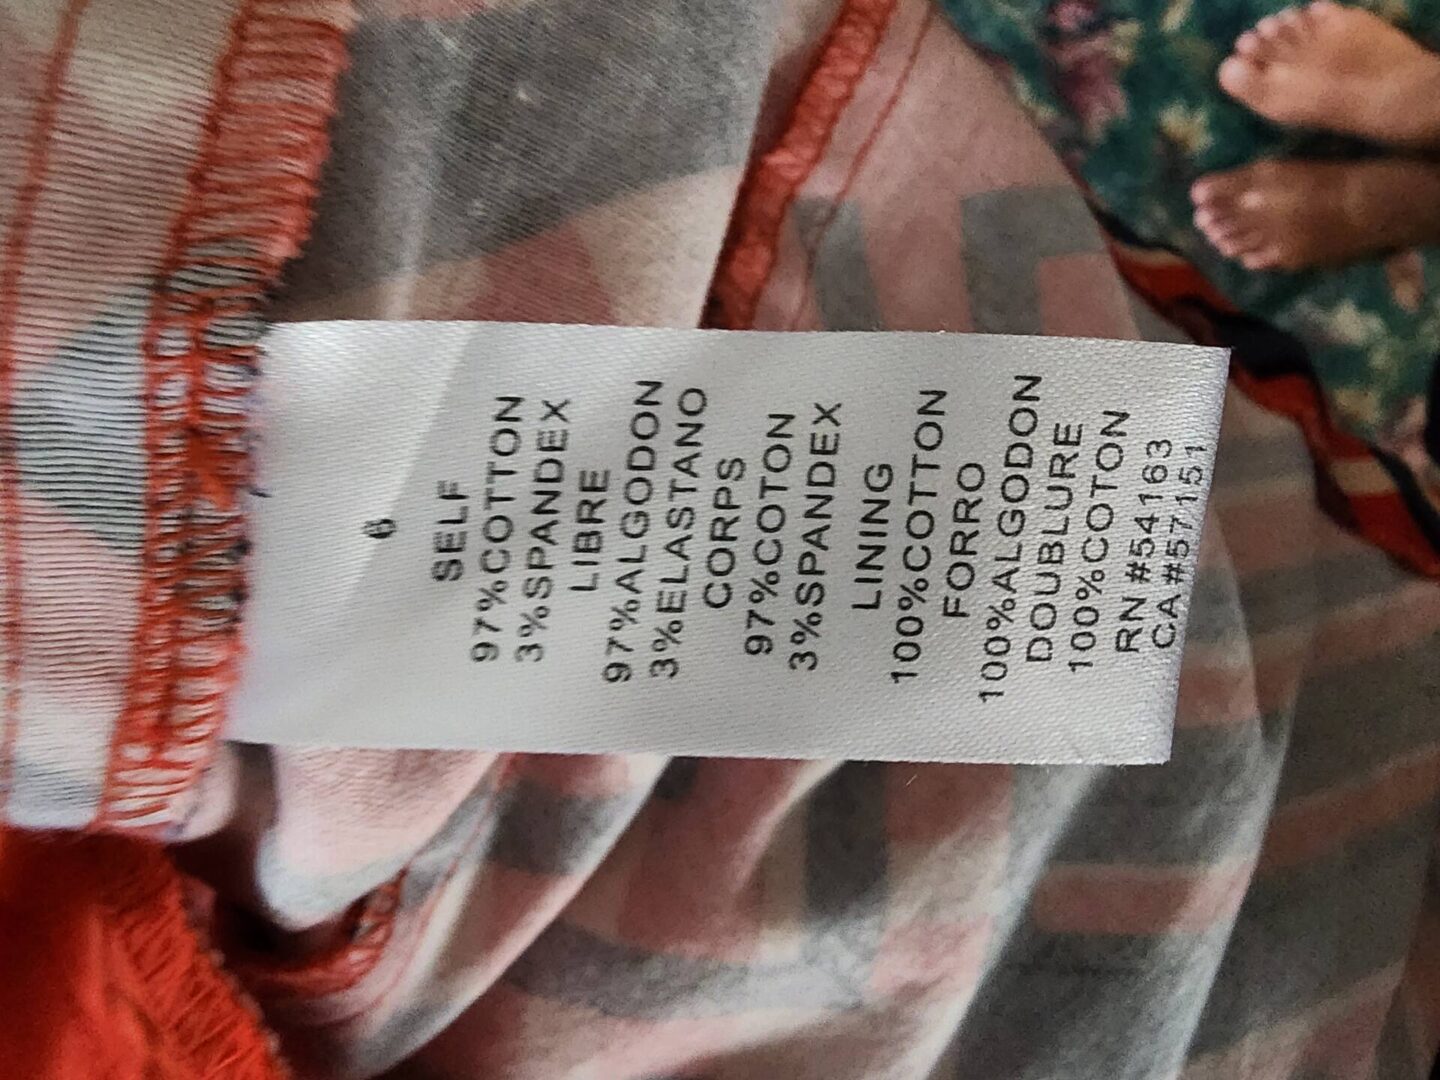 6
SELF
97%COTTON
3%SPANDEX
LIBRE
97%ALGODON
3%ELASTANO
CORPS
97%COTON
3%SPANDEX
LINING
100%COTTON
FORRO
100%ALGODON
DOUBLURE
100%COTON
RN #54163
CA #57151